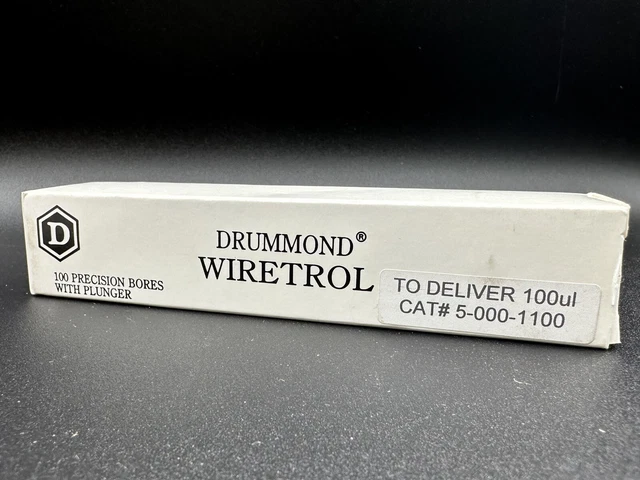 D
DRUMMOND®
WIRETROL
100 PRECISION BORES
WITH PLUNGER
TO DELIVER 100ul
CAT# 5-000-1100